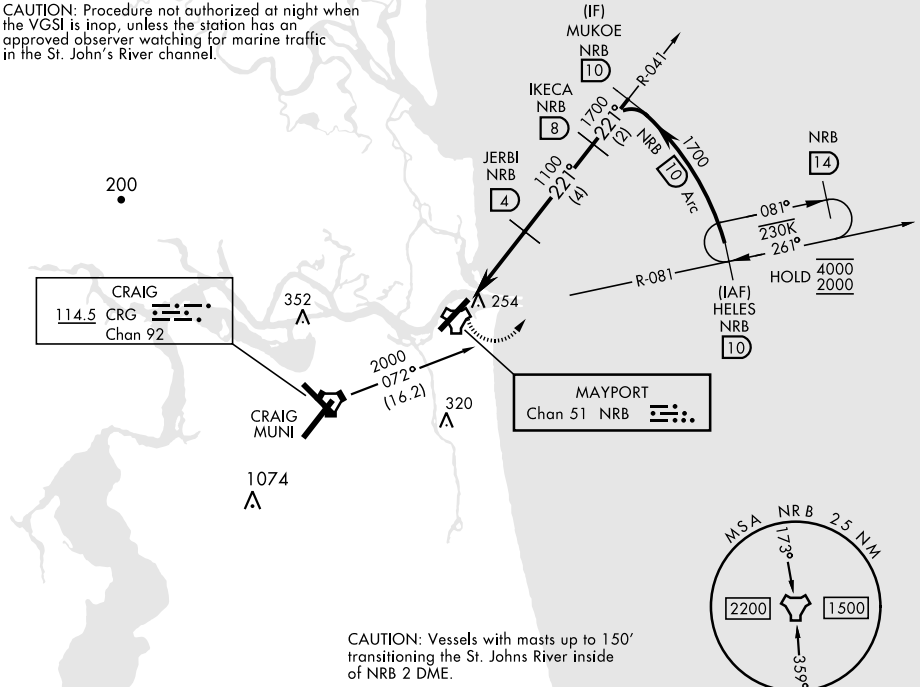 CAUTION: Procedure not authorized at night when
the VGSI is inop, unless the station has an
approved observer watching for marine traffic
in the St. John's River channel.
(IF)
MUKOE
NRB
10
R-041
IKECA
NRB
8
1700
221°
(2)
NRB 10 Arc
1700
JERBI
NRB
4
1100
221°
(4)
NRB
14
081°
230K
261°
R-081
HOLD 4000
2000
(IAF)
HELES
NRB
10
200
CRAIG
114.5 CRG
Chan 92
352
254
2000
072°
(16.2)
CRAIG
MUNI
320
MAYPORT
Chan 51 NRB
1074
MSA NRB 25 NM
173°
2200
1500
359°
CAUTION: Vessels with masts up to 150'
transitioning the St. Johns River inside
of NRB 2 DME.